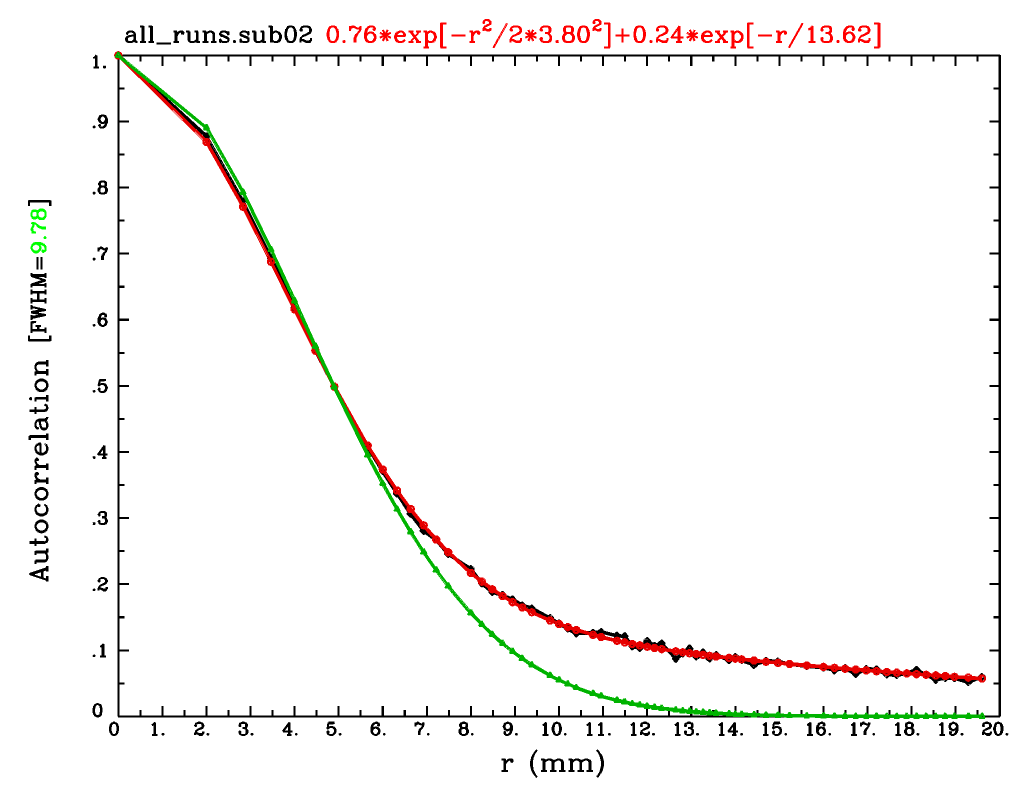 all_runs.sub02 0.76*exp[-r²/2*3.80²]+0.24*exp[-r/13.62]
1.
.9
.8
.7
.6
.5
.4
.3
.2
.1
0
Autocorrelation [FWHM=9.78]
0 1. 2. 3. 4. 5. 6. 7. 8. 9. 10. 11. 12. 13. 14. 15. 16. 17. 18. 19. 20.
r (mm)